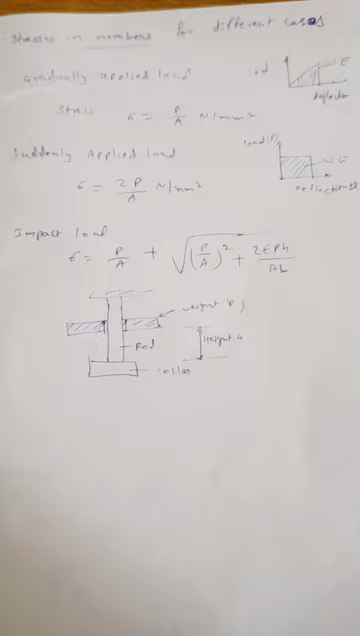 Stresses in members for different cases
Gradually applied load
Stress σ = P/A N/mm²
deflection
Suddenly Applied load
load(P)
σ = 2P/A N/mm²
Impact load
σ = P/A + √((P/A)² + 2EPh/AL)
weight (P)
Rod
Height h
collar